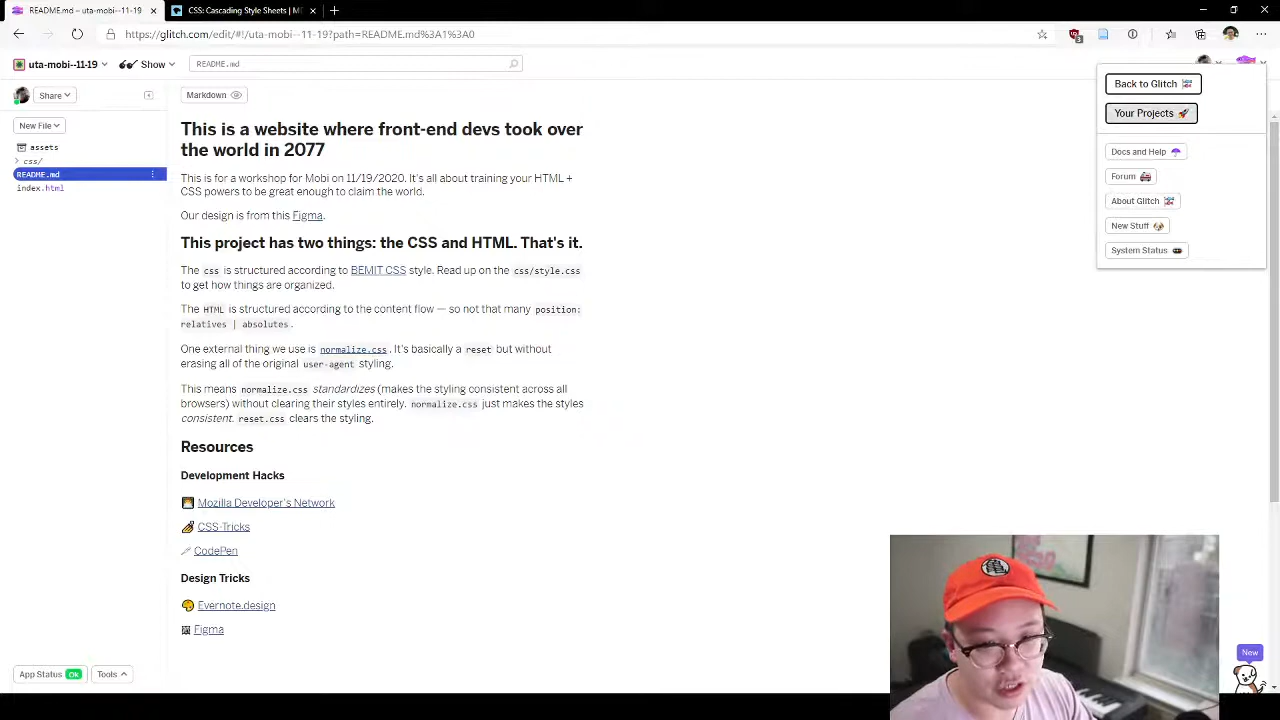 README.md – uta-mobi--11-19
CSS: Cascading Style Sheets | M
https://glitch.com/edit/#!/uta-mobi--11-19?path=README.md%3A1%3A0
uta-mobi--11-19
Show
README.md
Share
Markdown
New File
assets
css/
README.md
index.html
This is a website where front-end devs took over
the world in 2077
This is for a workshop for Mobi on 11/19/2020. It's all about training your HTML +
CSS powers to be great enough to claim the world.
Our design is from this Figma.
This project has two things: the CSS and HTML. That's it.
The css is structured according to BEMIT CSS style. Read up on the css/style.css
to get how things are organized.
The HTML is structured according to the content flow — so not that many position:
relatives | absolutes.
One external thing we use is normalize.css. It's basically a reset but without
erasing all of the original user-agent styling.
This means normalize.css standardizes (makes the styling consistent across all
browsers) without clearing their styles entirely. normalize.css just makes the styles
consistent. reset.css clears the styling.
Resources
Development Hacks
Mozilla Developer's Network
CSS-Tricks
CodePen
Design Tricks
Evernote.design
Figma
App Status Ok
Tools
Back to Glitch
Your Projects
Docs and Help
Forum
About Glitch
New Stuff
System Status
New